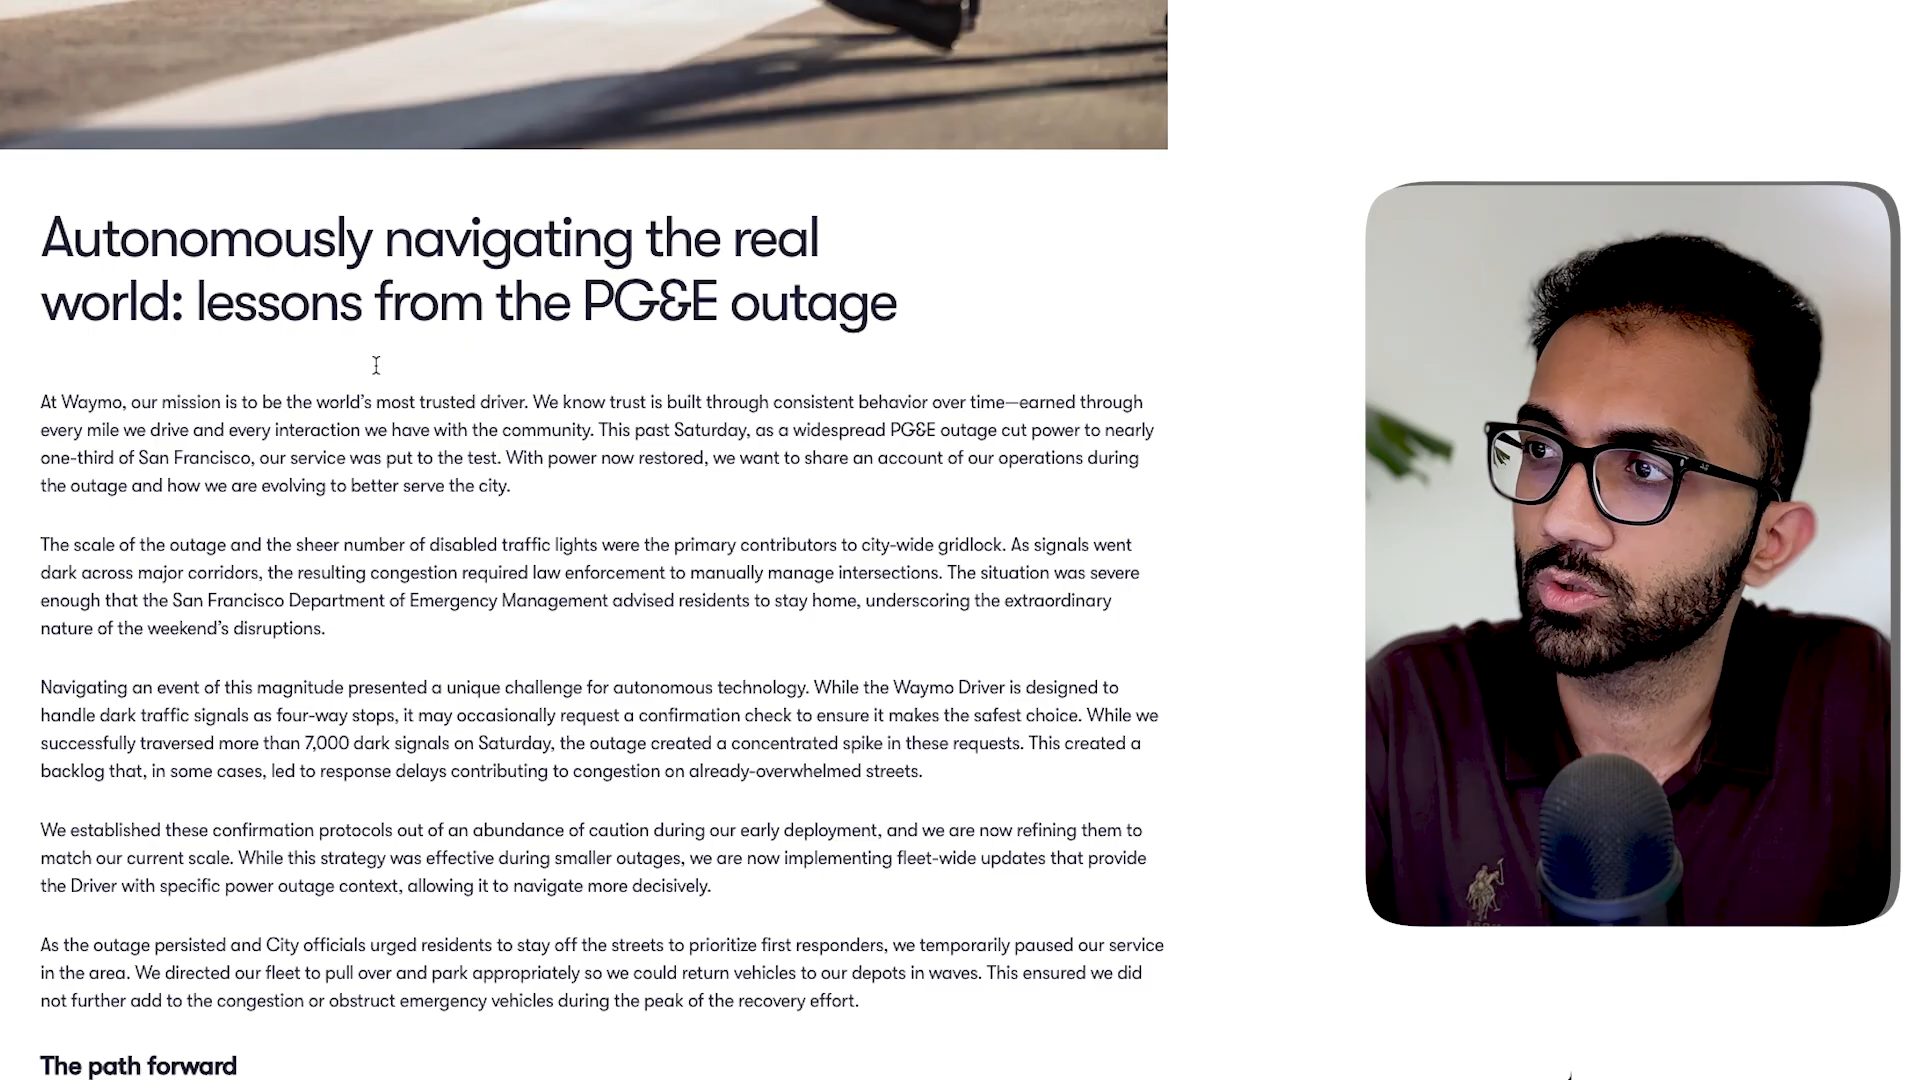 Autonomously navigating the real
world: lessons from the PG&E outage
At Waymo, our mission is to be the world's most trusted driver. We know trust is built through consistent behavior over time—earned through
every mile we drive and every interaction we have with the community. This past Saturday, as a widespread PG&E outage cut power to nearly
one-third of San Francisco, our service was put to the test. With power now restored, we want to share an account of our operations during
the outage and how we are evolving to better serve the city.
The scale of the outage and the sheer number of disabled traffic lights were the primary contributors to city-wide gridlock. As signals went
dark across major corridors, the resulting congestion required law enforcement to manually manage intersections. The situation was severe
enough that the San Francisco Department of Emergency Management advised residents to stay home, underscoring the extraordinary
nature of the weekend's disruptions.
Navigating an event of this magnitude presented a unique challenge for autonomous technology. While the Waymo Driver is designed to
handle dark traffic signals as four-way stops, it may occasionally request a confirmation check to ensure it makes the safest choice. While we
successfully traversed more than 7,000 dark signals on Saturday, the outage created a concentrated spike in these requests. This created a
backlog that, in some cases, led to response delays contributing to congestion on already-overwhelmed streets.
We established these confirmation protocols out of an abundance of caution during our early deployment, and we are now refining them to
match our current scale. While this strategy was effective during smaller outages, we are now implementing fleet-wide updates that provide
the Driver with specific power outage context, allowing it to navigate more decisively.
As the outage persisted and City officials urged residents to stay off the streets to prioritize first responders, we temporarily paused our service
in the area. We directed our fleet to pull over and park appropriately so we could return vehicles to our depots in waves. This ensured we did
not further add to the congestion or obstruct emergency vehicles during the peak of the recovery effort.
The path forward